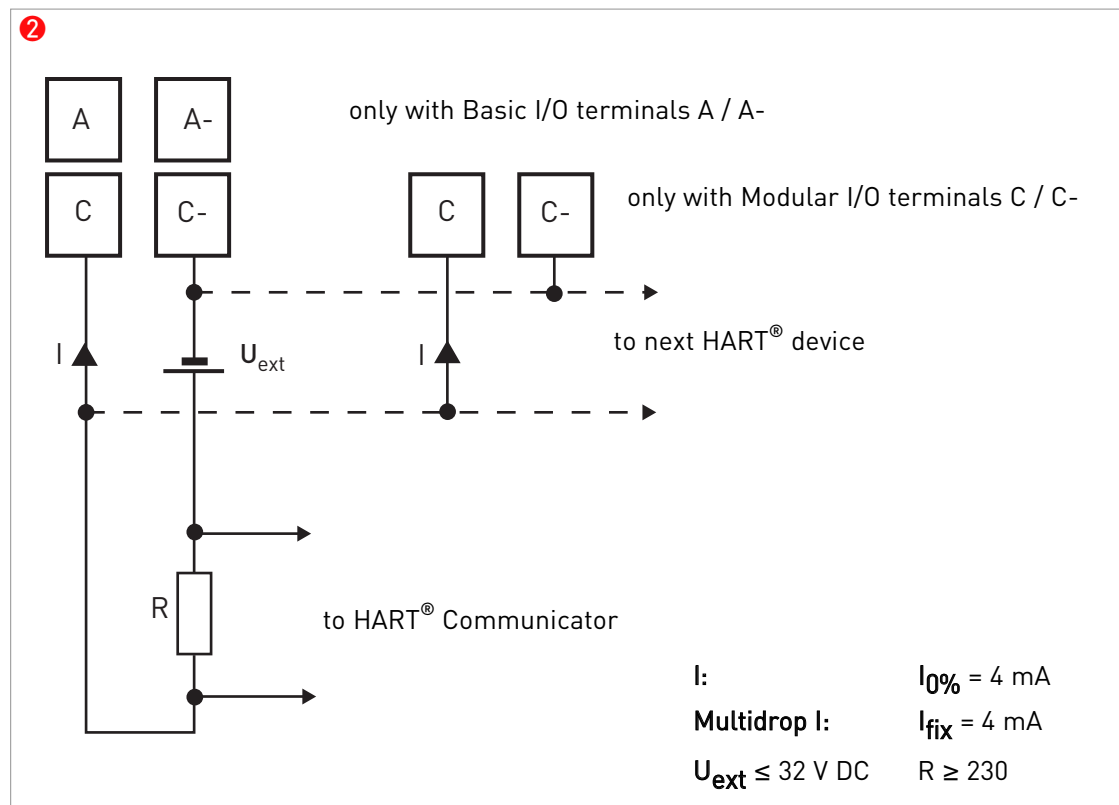 2
A A- only with Basic I/O terminals A / A-
C C- C C- only with Modular I/O terminals C / C-
I Uext I to next HART® device
R to HART® Communicator
I: I0% = 4 mA
Multidrop I: Ifix = 4 mA
Uext ≤ 32 V DC R ≥ 230